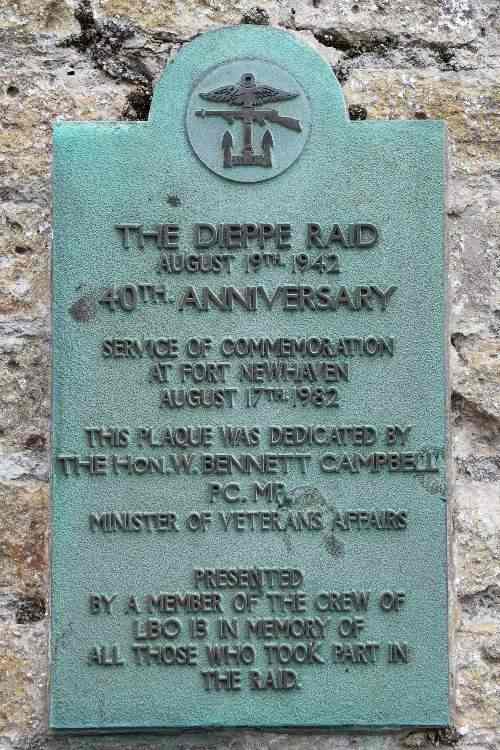 THE DIEPPE RAID
AUGUST 19TH. 1942
40TH. ANNIVERSARY
SERVICE OF COMMEMORATION
AT FORT NEWHAVEN
AUGUST 17TH. 1982
THIS PLAQUE WAS DEDICATED BY
THE HON. W. BENNETT CAMPBELL
P.C. M.P.
MINISTER OF VETERANS AFFAIRS
PRESENTED
BY A MEMBER OF THE CREW OF
L.B.O 13 IN MEMORY OF
ALL THOSE WHO TOOK PART IN
THE RAID.